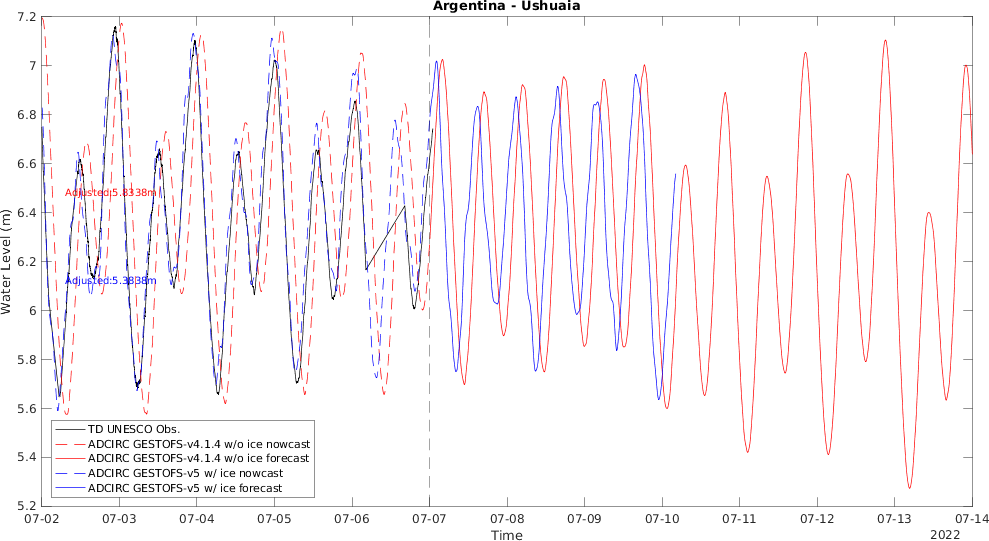 Argentina - Ushuaia
7.2
7
6.8
6.6
6.4
6.2
6
5.8
5.6
5.4
5.2
Water Level (m)
Adjusted:5.8338m
Adjusted:5.3838m
TD UNESCO Obs.
ADCIRC GESTOFS-v4.1.4 w/o ice nowcast
ADCIRC GESTOFS-v4.1.4 w/o ice forecast
ADCIRC GESTOFS-v5 w/ ice nowcast
ADCIRC GESTOFS-v5 w/ ice forecast
07-02 07-03 07-04 07-05 07-06 07-07 07-08 07-09 07-10 07-11 07-12 07-13 07-14
Time
2022